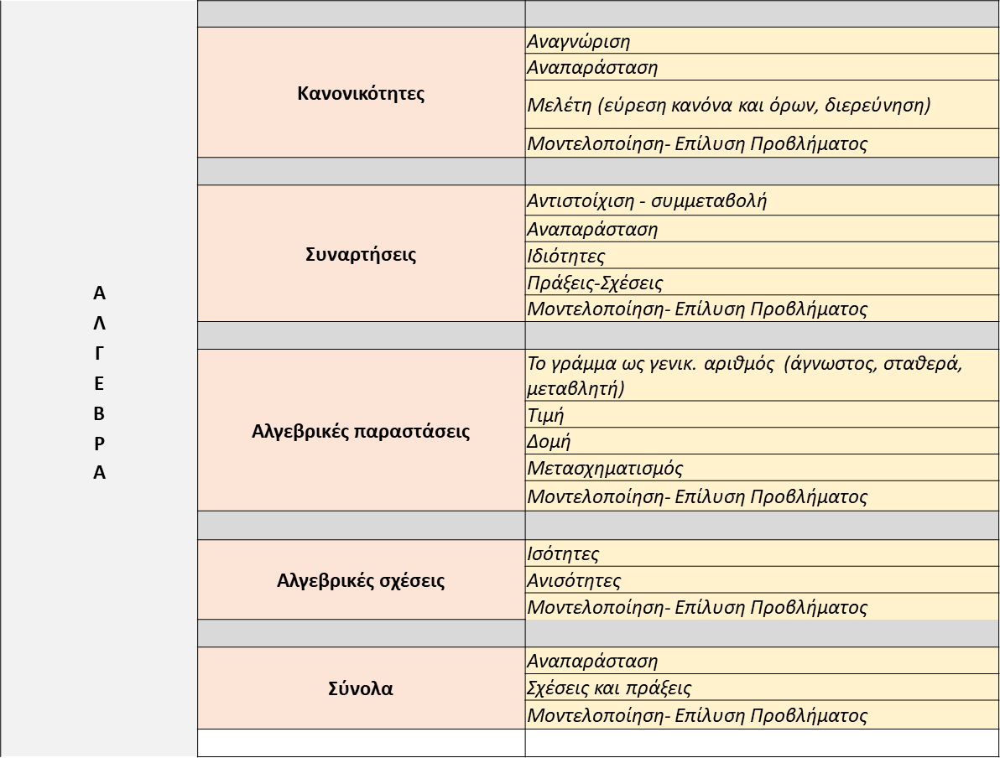 Α
Λ
Γ
Ε
Β
Ρ
Α
Κανονικότητες
Αναγνώριση
Αναπαράσταση
Μελέτη (εύρεση κανόνα και όρων, διερεύνηση)
Μοντελοποίηση- Επίλυση Προβλήματος
Συναρτήσεις
Αντιστοίχιση - συμμεταβολή
Αναπαράσταση
Ιδιότητες
Πράξεις-Σχέσεις
Μοντελοποίηση- Επίλυση Προβλήματος
Αλγεβρικές παραστάσεις
Το γράμμα ως γενικ. αριθμός (άγνωστος, σταθερά,
μεταβλητή)
Τιμή
Δομή
Μετασχηματισμός
Μοντελοποίηση- Επίλυση Προβλήματος
Αλγεβρικές σχέσεις
Ισότητες
Ανισότητες
Μοντελοποίηση- Επίλυση Προβλήματος
Σύνολα
Αναπαράσταση
Σχέσεις και πράξεις
Μοντελοποίηση- Επίλυση Προβλήματος